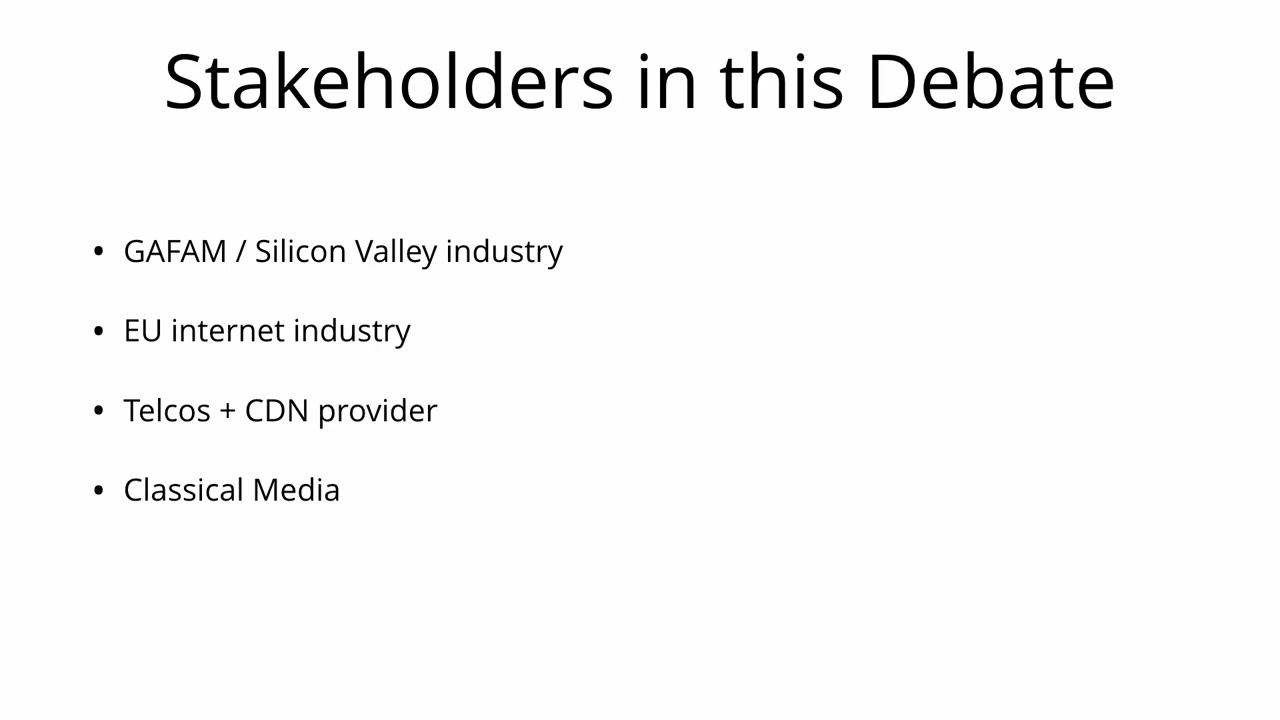 Stakeholders in this Debate
• GAFAM / Silicon Valley industry
• EU internet industry
• Telcos + CDN provider
• Classical Media